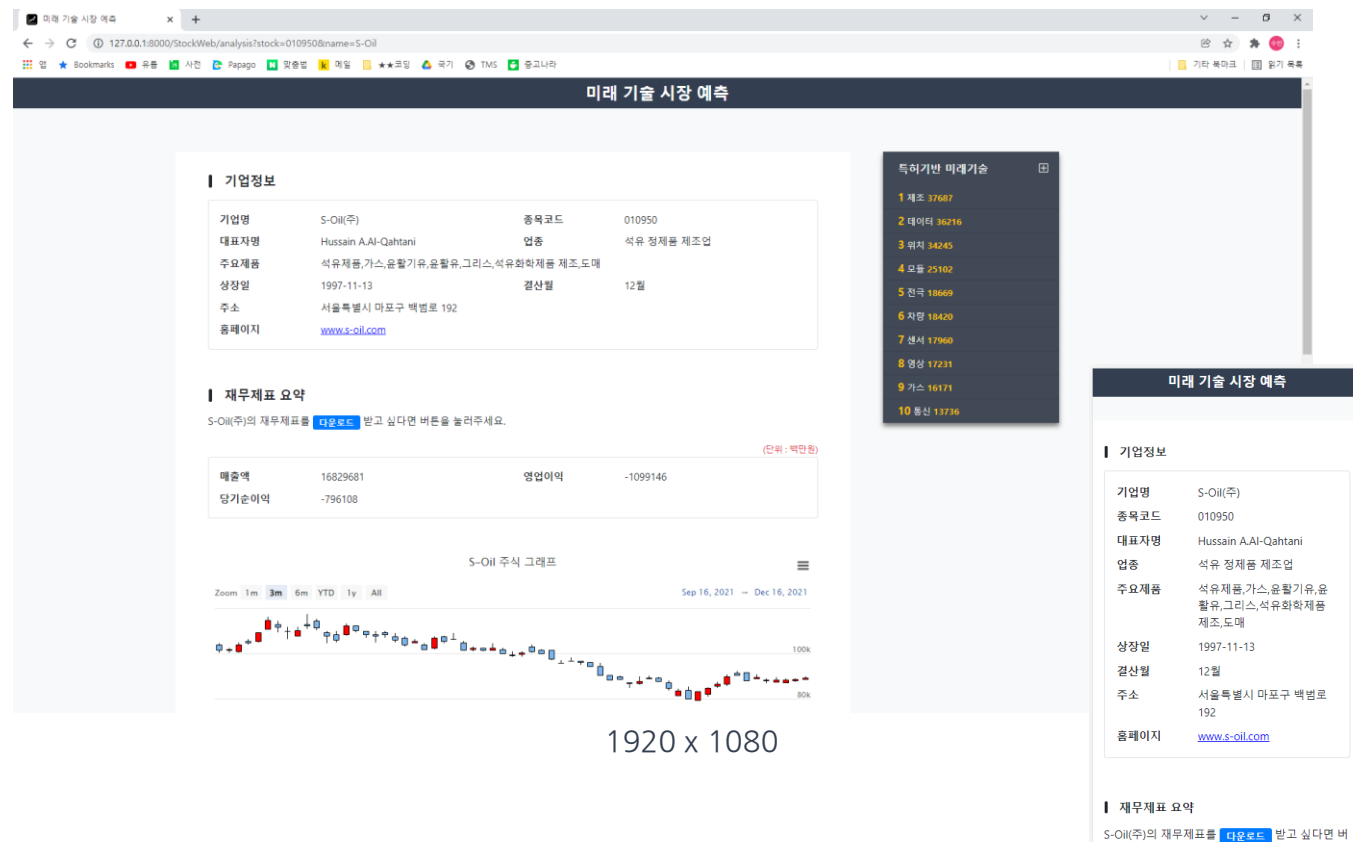 미래 기술 시장 예측
127.0.0.1:8000/StockWeb/analysis?stock=010950&name=S-Oil
앱 Bookmarks 유튭 사전 Papago 맞춤법 메일 ★★코딩 국기 TMS 중고나라 기타 북마크 읽기 목록
미래 기술 시장 예측
기업정보
기업명 S-Oil(주) 종목코드 010950
대표자명 Hussain A.Al-Qahtani 업종 석유 정제품 제조업
주요제품 석유제품,가스,윤활기유,윤활유,그리스,석유화학제품 제조,도매
상장일 1997-11-13 결산월 12월
주소 서울특별시 마포구 백범로 192
홈페이지 www.s-oil.com
재무제표 요약
S-Oil(주)의 재무제표를 다운로드 받고 싶다면 버튼을 눌러주세요.
(단위 : 백만원)
매출액 16829681 영업이익 -1099146
당기순이익 -796108
S-Oil 주식 그래프
Zoom 1m 3m 6m YTD 1y All Sep 16, 2021 → Dec 16, 2021
100k
80k
특허기반 미래기술
1 제조 37687
2 데이터 36216
3 위치 34245
4 모듈 25102
5 전극 18669
6 차량 18420
7 센서 17960
8 영상 17231
9 가스 16171
10 통신 13736
1920 x 1080
미래 기술 시장 예측
기업정보
기업명 S-Oil(주)
종목코드 010950
대표자명 Hussain A.Al-Qahtani
업종 석유 정제품 제조업
주요제품 석유제품,가스,윤활기유,윤
활유,그리스,석유화학제품
제조,도매
상장일 1997-11-13
결산월 12월
주소 서울특별시 마포구 백범로
192
홈페이지 www.s-oil.com
재무제표 요약
S-Oil(주)의 재무제표를 다운로드 받고 싶다면 버